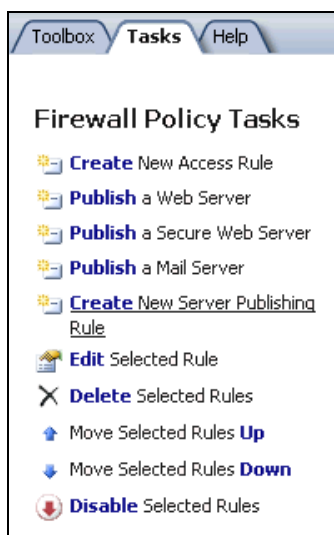 Toolbox Tasks Help
Firewall Policy Tasks
Create New Access Rule
Publish a Web Server
Publish a Secure Web Server
Publish a Mail Server
Create New Server Publishing
Rule
Edit Selected Rule
Delete Selected Rules
Move Selected Rules Up
Move Selected Rules Down
Disable Selected Rules